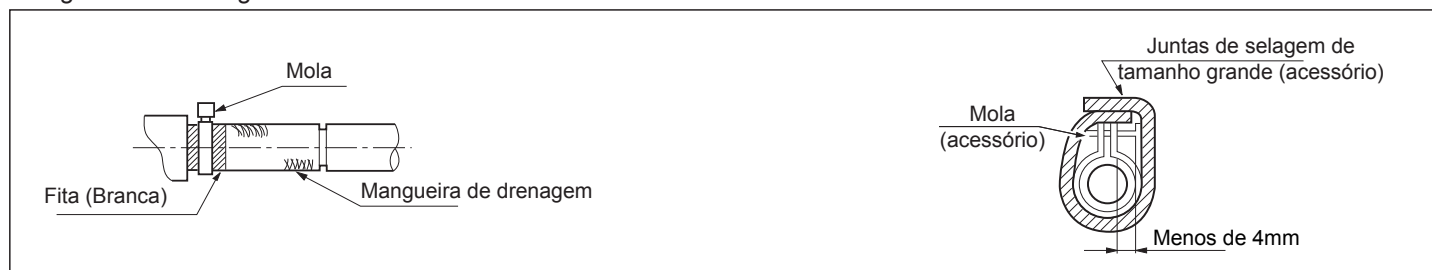 Mola
Fita (Branca)
Mangueira de drenagem
Juntas de selagem de
tamanho grande (acessório)
Mola
(acessório)
Menos de 4mm